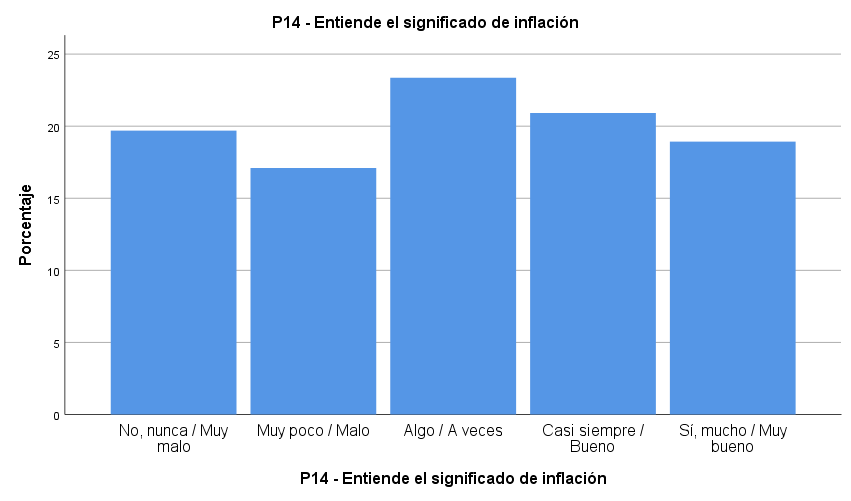 P14 - Entiende el significado de inflación
25
20
15
10
5
0
Porcentaje
No, nunca / Muy
malo
Muy poco / Malo
Algo / A veces
Casi siempre /
Bueno
Sí, mucho / Muy
bueno
P14 - Entiende el significado de inflación